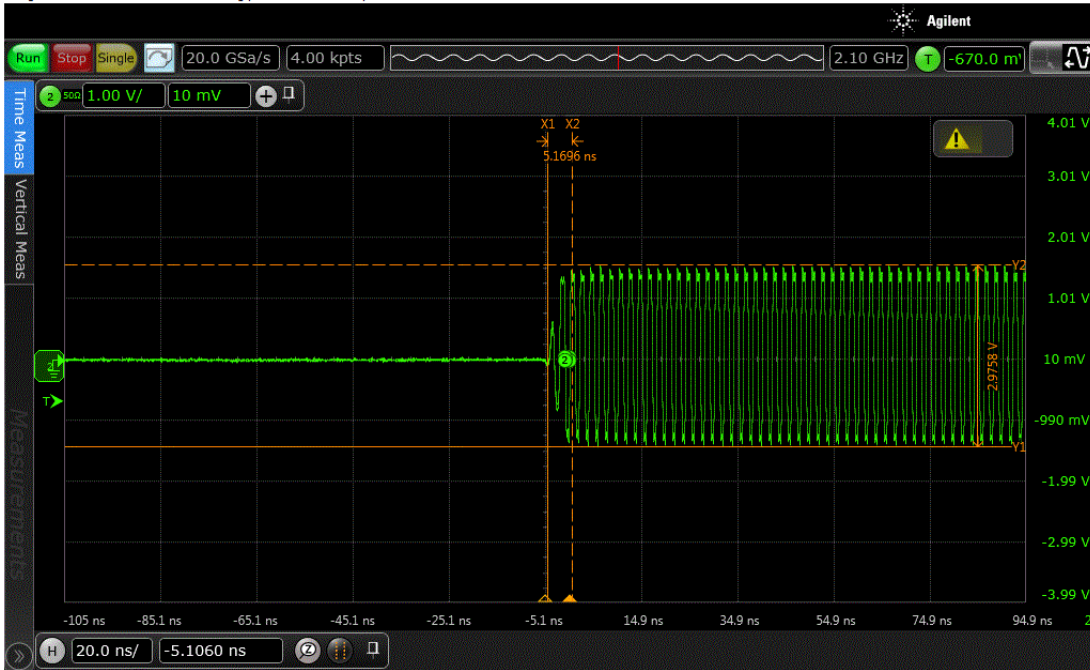 Agilent
Run Stop Single 20.0 GSa/s 4.00 kpts 2.10 GHz T -670.0 m
2 50Ω 1.00 V/ 10 mV
Time Meas
Vertical Meas
Measurements
X1 X2
5.1696 ns
4.01 V
3.01 V
2.01 V
Y2
1.01 V
2
2
10 mV
2.9758 V
T
-990 mV
Y1
-1.99 V
-2.99 V
-3.99 V
-105 ns -85.1 ns -65.1 ns -45.1 ns -25.1 ns -5.1 ns 14.9 ns 34.9 ns 54.9 ns 74.9 ns 94.9 ns 2
H 20.0 ns/ -5.1060 ns Z